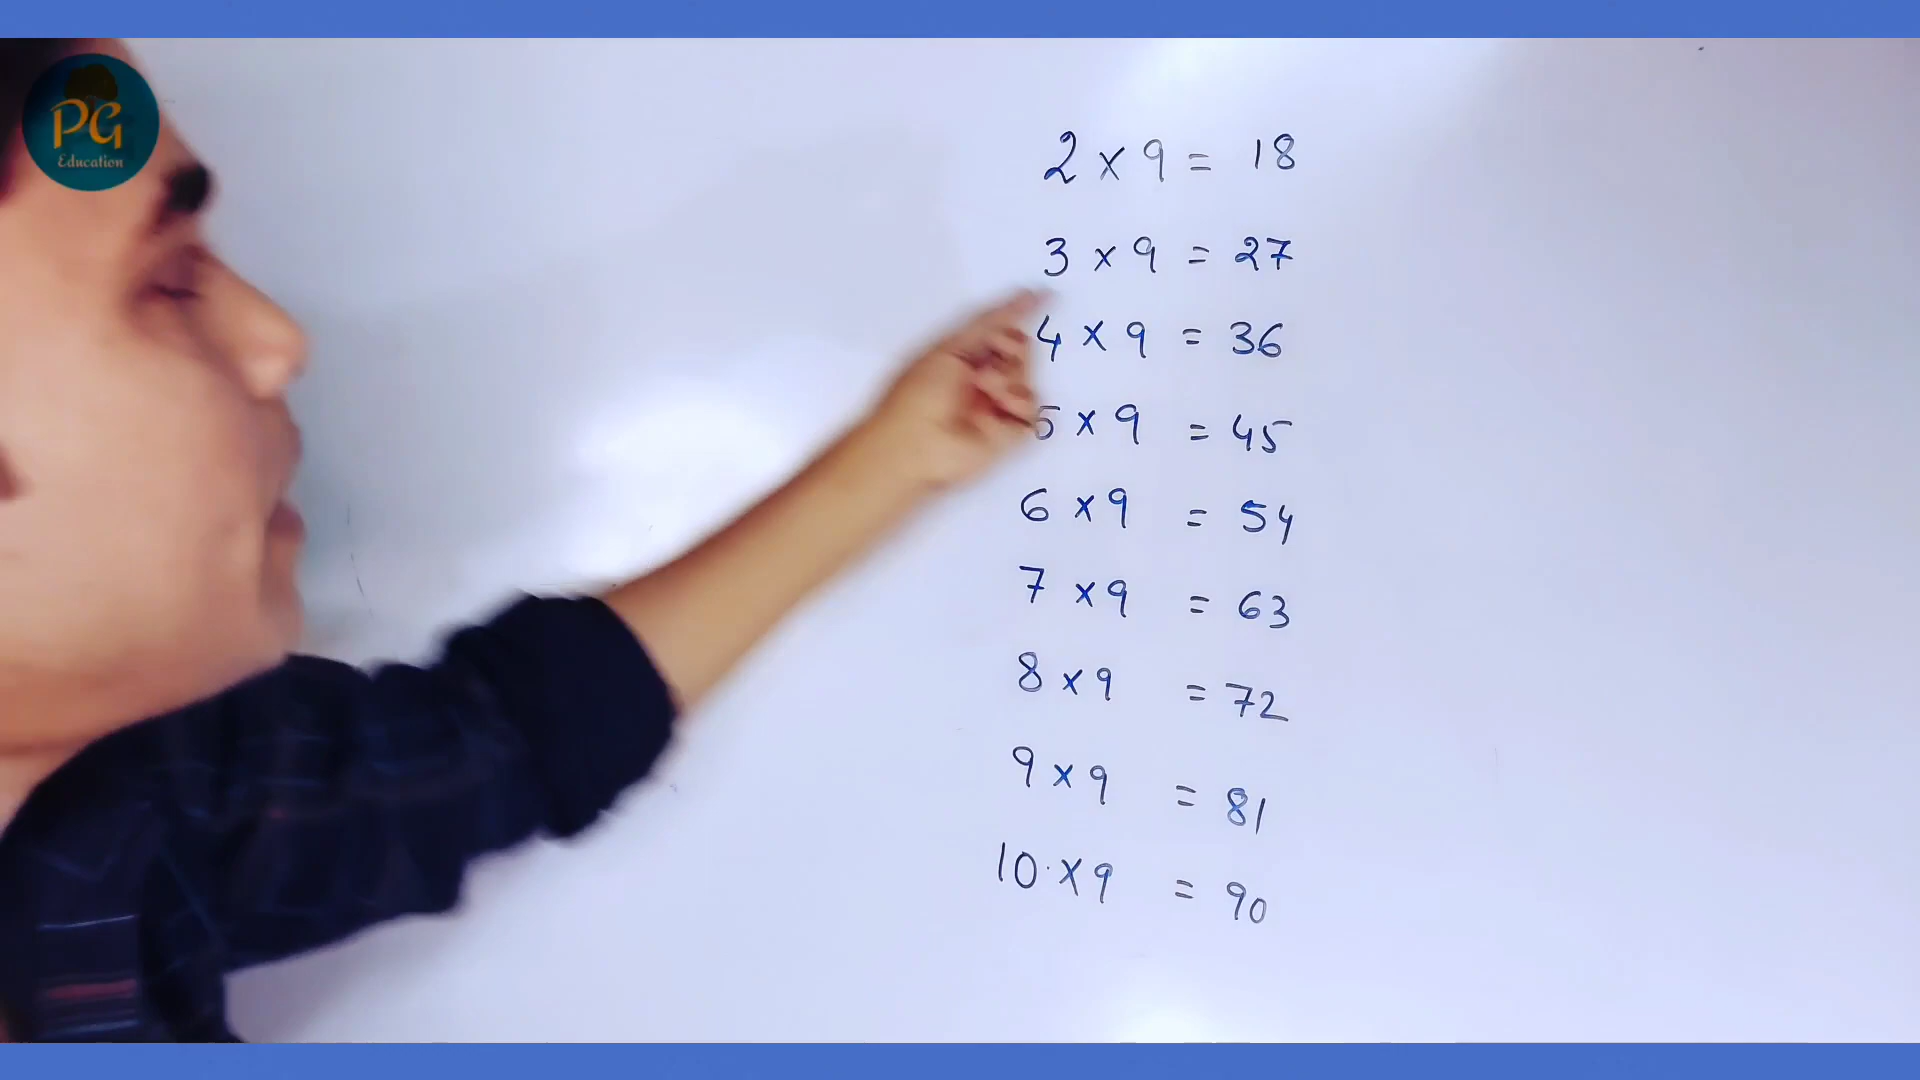 PG
Education
2 × 9 = 18
3 × 9 = 27
4 × 9 = 36
5 × 9 = 45
6 × 9 = 54
7 × 9 = 63
8 × 9 = 72
9 × 9 = 81
10 × 9 = 90